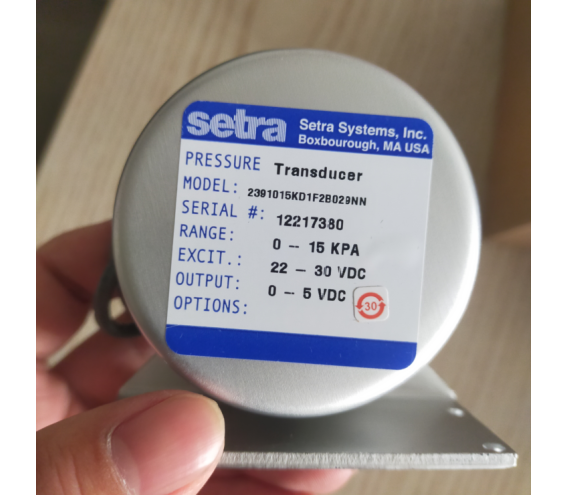 setra Setra Systems, Inc.
Boxbourough, MA USA
PRESSURE Transducer
MODEL: 2391015KD1F2B029NN
SERIAL #: 12217380
RANGE: 0 – 15 KPA
EXCIT.: 22 – 30 VDC
OUTPUT: 0 – 5 VDC
OPTIONS: 30